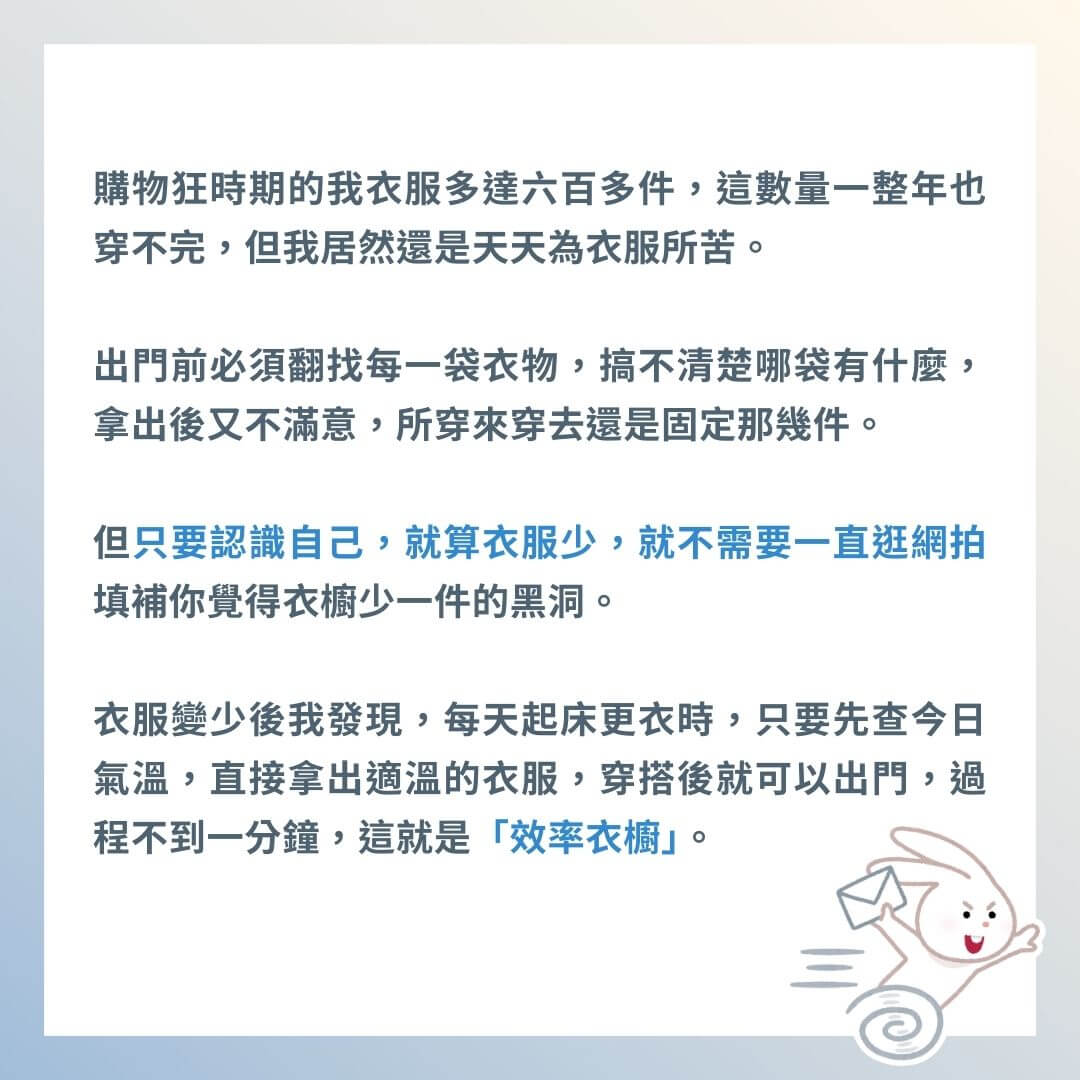 購物狂時期的我衣服多達六百多件，這數量一整年也
穿不完，但我居然還是天天為衣服所苦。
出門前必須翻找每一袋衣物，搞不清楚哪袋有什麼，
拿出後又不滿意，所穿來穿去還是固定那幾件。
但只要認識自己，就算衣服少，就不需要一直逛網拍
填補你覺得衣櫥少一件的黑洞。
衣服變少後我發現，每天起床更衣時，只要先查今日
氣溫，直接拿出適溫的衣服，穿搭後就可以出門，過
程不到一分鐘，這就是「效率衣櫥」。